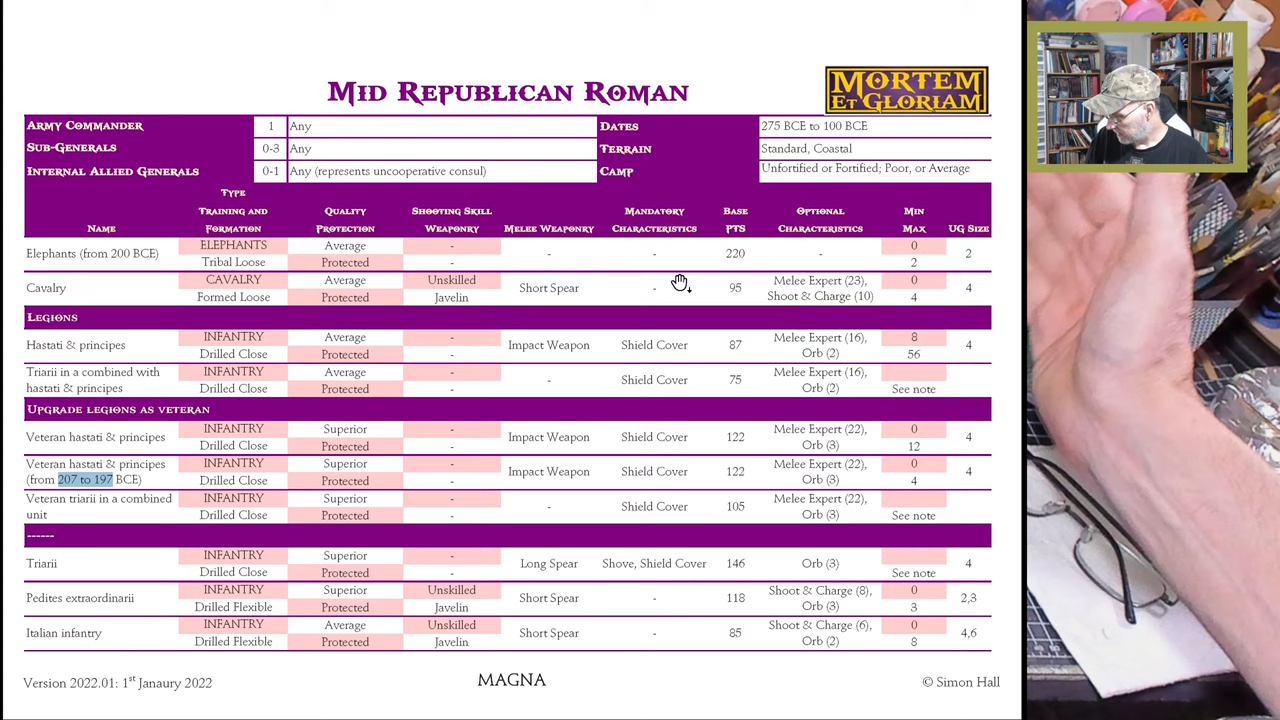 Mid Republican Roman
Mortem
Et Gloriam
Army Commander 1 Any Dates 275 BCE to 100 BCE
Sub-Generals 0-3 Any Terrain Standard, Coastal
Internal Allied Generals 0-1 Any (represents uncooperative consul) Camp Unfortified or Fortified; Poor, or Average
Type
Training and Quality Shooting Skill Mandatory Base Optional Min
Name Formation Protection Weaponry Melee Weaponry Characteristics Pts Characteristics Max UG Size
ELEPHANTS Average - 0
Elephants (from 200 BCE) - - 220 - 2
Tribal Loose Protected - 2
CAVALRY Average Unskilled Melee Expert (23), 0
Cavalry Short Spear - 95 4
Formed Loose Protected Javelin Shoot & Charge (10) 4
Legions
INFANTRY Average - Melee Expert (16), 8
Hastati & principes Impact Weapon Shield Cover 87 4
Drilled Close Protected - Orb (2) 56
Triarii in a combined with INFANTRY Average - Melee Expert (16),
- Shield Cover 75
hastati & principes Drilled Close Protected - Orb (2) See note
Upgrade legions as veteran
INFANTRY Superior - Melee Expert (22), 0
Veteran hastati & principes Impact Weapon Shield Cover 122 4
Drilled Close Protected - Orb (3) 12
Veteran hastati & principes INFANTRY Superior - Melee Expert (22), 0
Impact Weapon Shield Cover 122 4
(from 207 to 197 BCE) Drilled Close Protected - Orb (3) 4
Veteran triarii in a combined INFANTRY Superior - Melee Expert (22),
- Shield Cover 105
unit Drilled Close Protected - Orb (3) See note
------
INFANTRY Superior -
Triarii Long Spear Shove, Shield Cover 146 Orb (3) 4
Drilled Close Protected - See note
INFANTRY Superior Unskilled Shoot & Charge (8), 0
Pedites extraordinarii Short Spear - 118 2,3
Drilled Flexible Protected Javelin Orb (3) 3
INFANTRY Average Unskilled Shoot & Charge (6), 0
Italian infantry Short Spear - 85 4,6
Drilled Flexible Protected Javelin Orb (2) 8
Version 2022.01: 1st Janaury 2022 MAGNA © Simon Hall